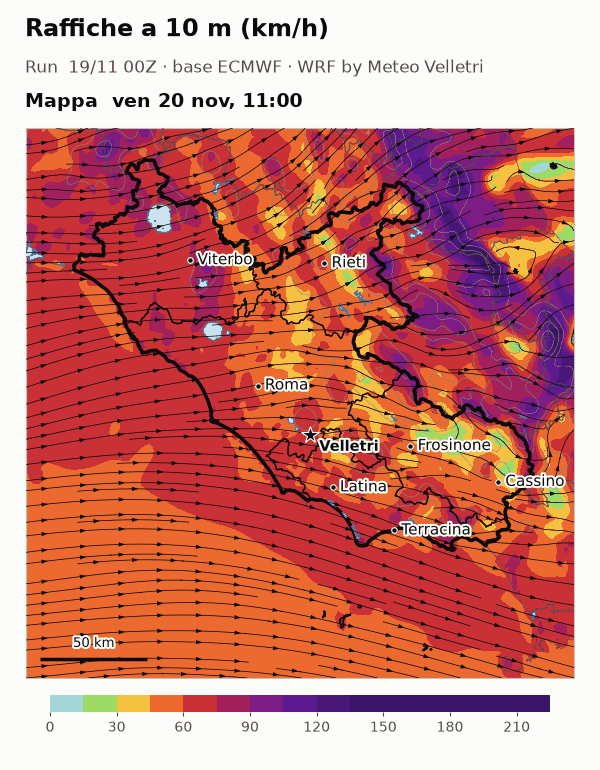 Raffiche a 10 m (km/h)
Run 19/11 00Z · base ECMWF · WRF by Meteo Velletri
Mappa ven 20 nov, 11:00
Viterbo
Rieti
Roma
Velletri
Frosinone
Cassino
Latina
Terracina
50 km
0 30 60 90 120 150 180 210